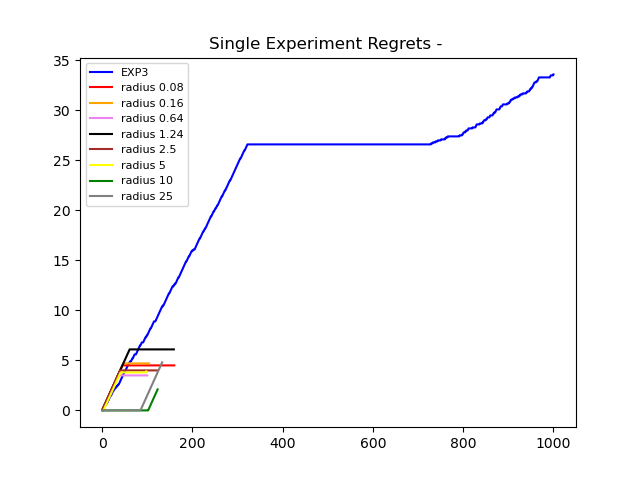 Single Experiment Regrets -
35
30
25
20
15
10
5
0
EXP3
radius 0.08
radius 0.16
radius 0.64
radius 1.24
radius 2.5
radius 5
radius 10
radius 25
0 200 400 600 800 1000